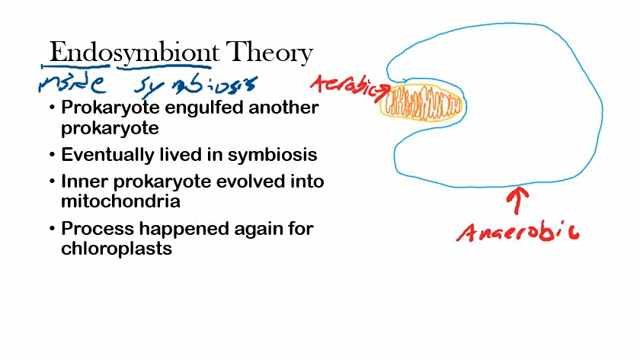 Endosymbiont Theory
inside symbiosis
Aerobic
• Prokaryote engulfed another
prokaryote
• Eventually lived in symbiosis
• Inner prokaryote evolved into
mitochondria
• Process happened again for
chloroplasts
Anaerobic